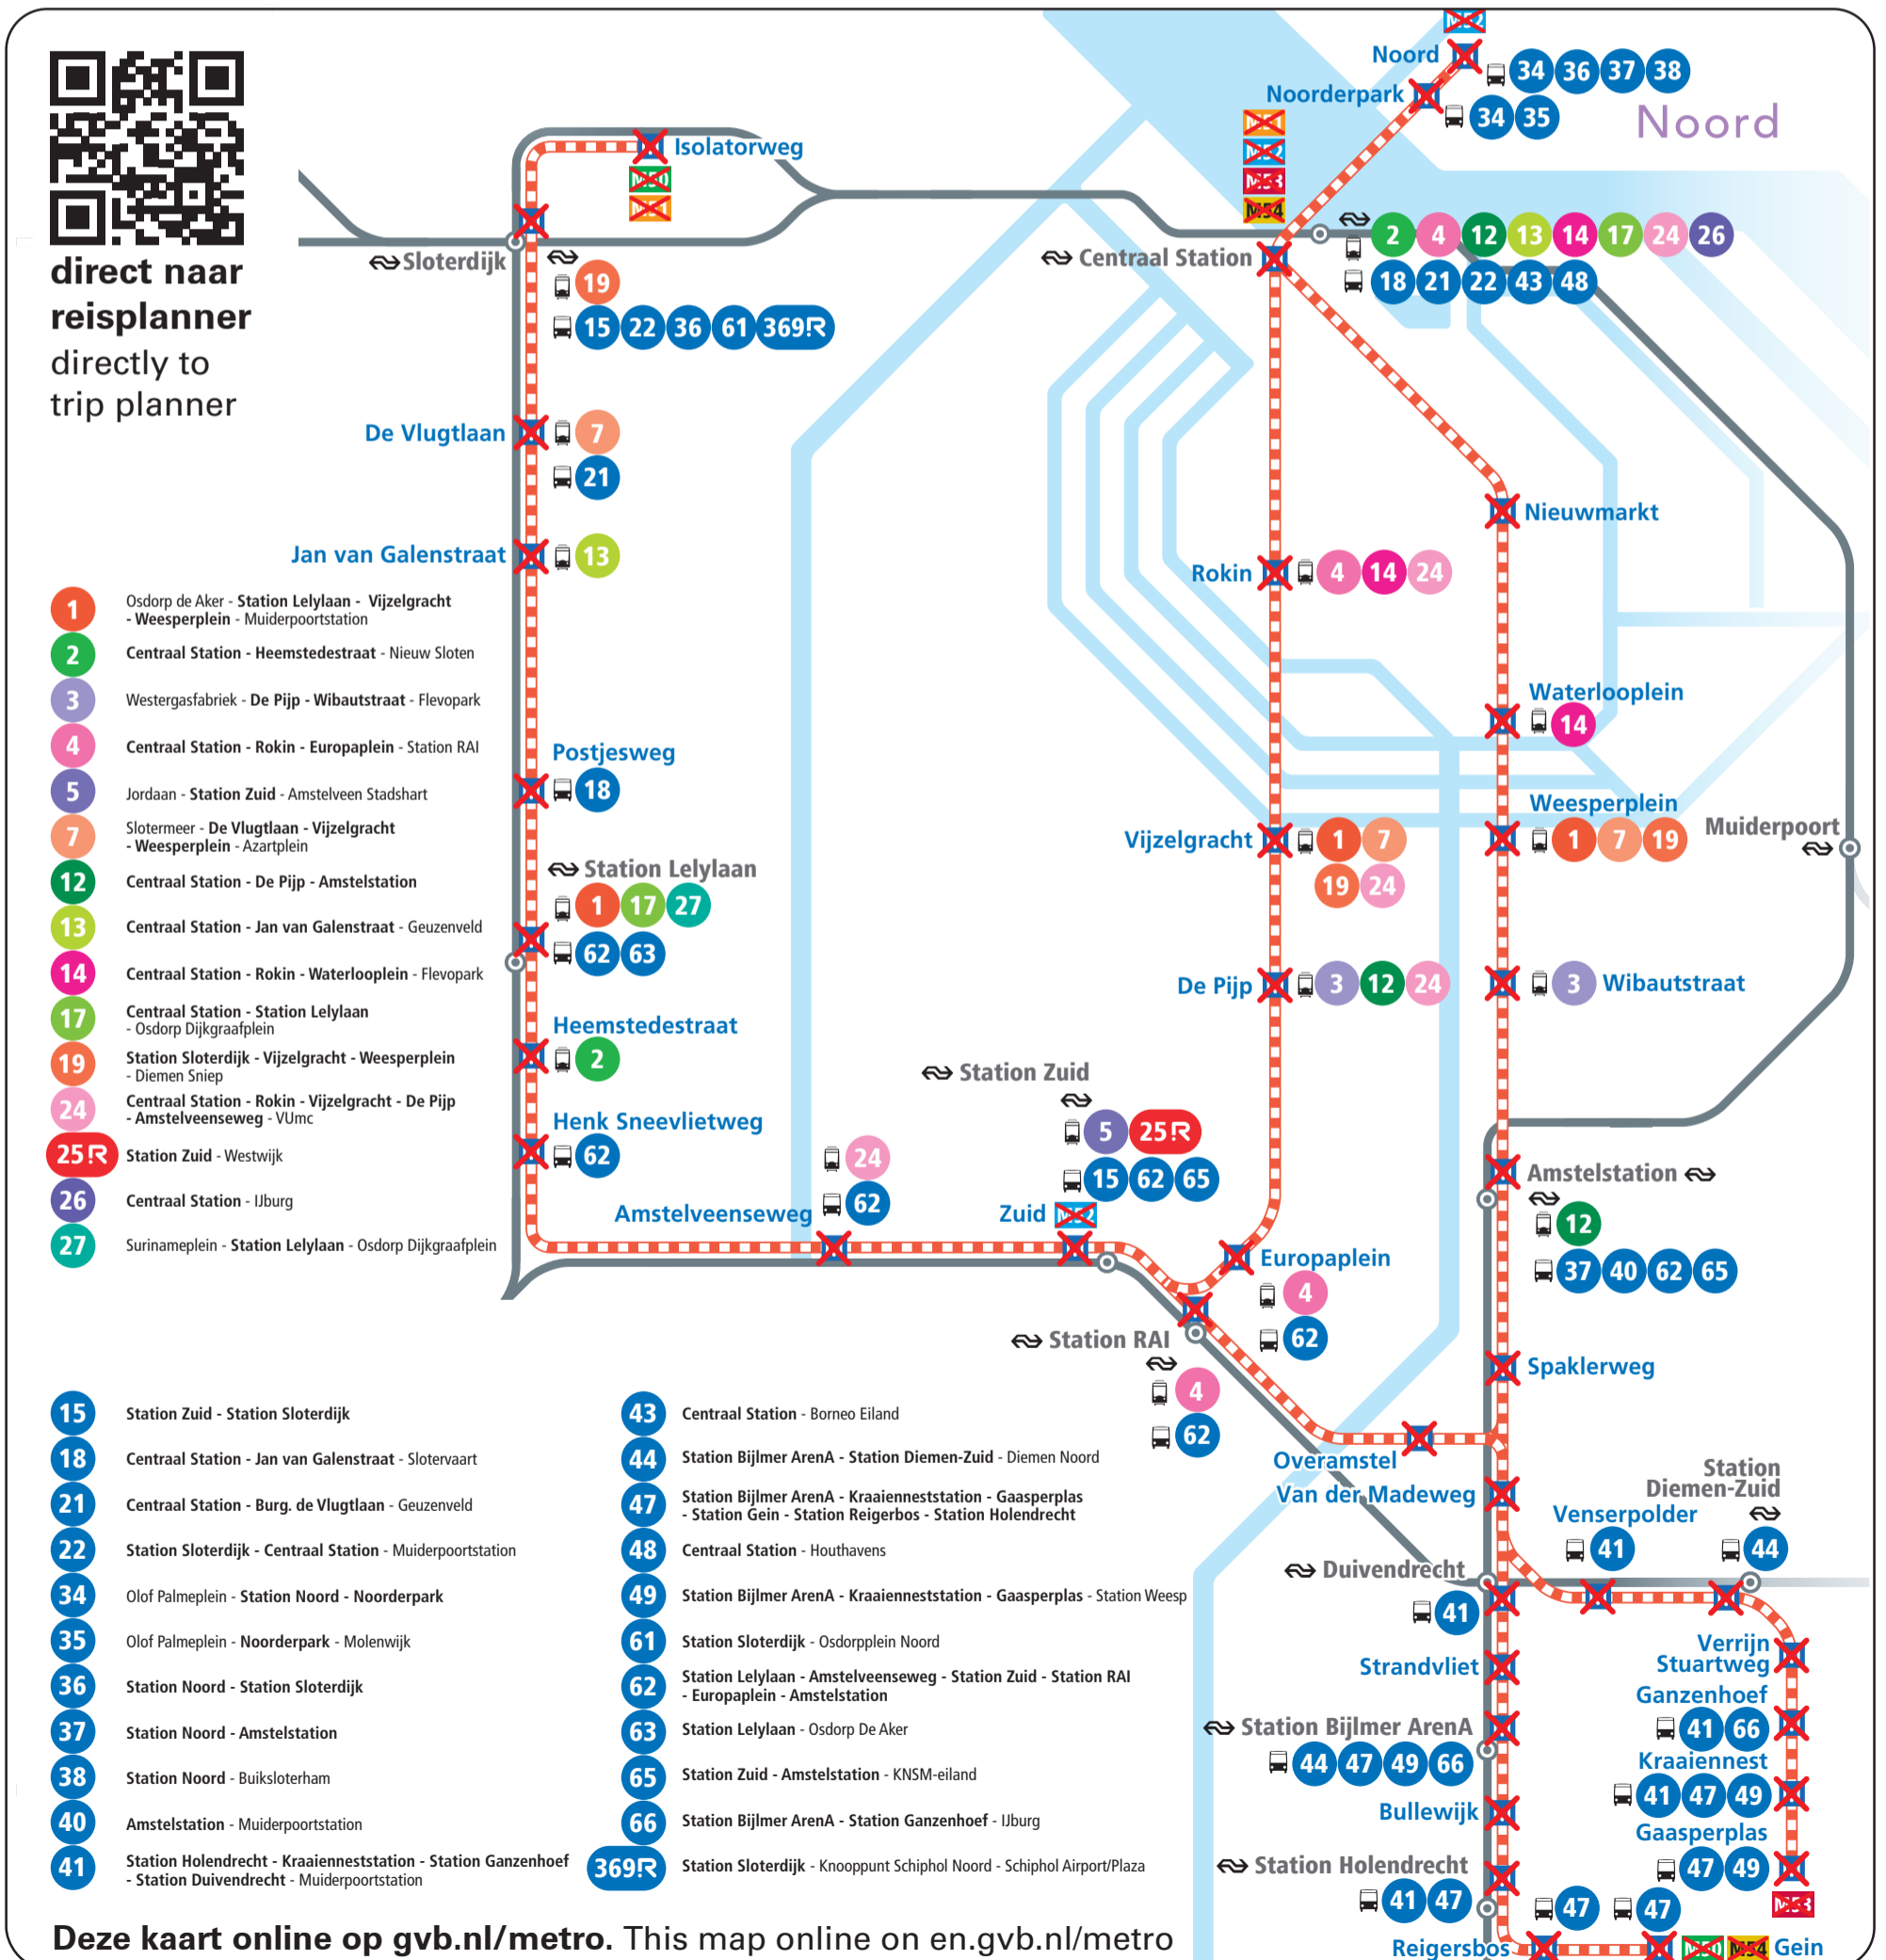 direct naar
reisplanner
directly to
trip planner
M52
Noord
34 36 37 38
Noorderpark
34 35
Noord
M51
M52
M53
M54
Centraal Station
2 4 12 13 14 17 24 26
18 21 22 43 48
Isolatorweg
M50
M51
Sloterdijk
19
15 22 36 61 369R
De Vlugtlaan
7
21
Jan van Galenstraat
13
Postjesweg
18
Station Lelylaan
1 17 27
62 63
Heemstedestraat
2
Henk Sneevlietweg
62
Amstelveenseweg
24
62
Station Zuid
5 25R
15 62 65
Zuid M52
Nieuwmarkt
Rokin
4 14 24
Waterlooplein
14
Vijzelgracht
1 7
19 24
Weesperplein
1 7 19
Muiderpoort
De Pijp
3 12 24
3 Wibautstraat
Amstelstation
12
37 40 62 65
Europaplein
4
62
Station RAI
4
62
Spaklerweg
Overamstel
Van der Madeweg
Station
Diemen-Zuid
44
Venserpolder
41
Duivendrecht
41
Strandvliet
Verrijn
Stuartweg
Ganzenhoef
41 66
Station Bijlmer ArenA
44 47 49 66
Kraaiennest
41 47 49
Bullewijk
Gaasperplas
47 49
M53
Station Holendrecht
41 47
47
47
Reigersbos
M50 M54 Gein
1 Osdorp de Aker - Station Lelylaan - Vijzelgracht
- Weesperplein - Muiderpoortstation
2 Centraal Station - Heemstedestraat - Nieuw Sloten
3 Westergasfabriek - De Pijp - Wibautstraat - Flevopark
4 Centraal Station - Rokin - Europaplein - Station RAI
5 Jordaan - Station Zuid - Amstelveen Stadshart
7 Slotermeer - De Vlugtlaan - Vijzelgracht
- Weesperplein - Azartplein
12 Centraal Station - De Pijp - Amstelstation
13 Centraal Station - Jan van Galenstraat - Geuzenveld
14 Centraal Station - Rokin - Waterlooplein - Flevopark
17 Centraal Station - Station Lelylaan
- Osdorp Dijkgraafplein
19 Station Sloterdijk - Vijzelgracht - Weesperplein
- Diemen Sniep
24 Centraal Station - Rokin - Vijzelgracht - De Pijp
- Amstelveenseweg - VUmc
25R Station Zuid - Westwijk
26 Centraal Station - IJburg
27 Surinameplein - Station Lelylaan - Osdorp Dijkgraafplein
15 Station Zuid - Station Sloterdijk
18 Centraal Station - Jan van Galenstraat - Slotervaart
21 Centraal Station - Burg. de Vlugtlaan - Geuzenveld
22 Station Sloterdijk - Centraal Station - Muiderpoortstation
34 Olof Palmeplein - Station Noord - Noorderpark
35 Olof Palmeplein - Noorderpark - Molenwijk
36 Station Noord - Station Sloterdijk
37 Station Noord - Amstelstation
38 Station Noord - Buiksloterham
40 Amstelstation - Muiderpoortstation
41 Station Holendrecht - Kraaienneststation - Station Ganzenhoef
- Station Duivendrecht - Muiderpoortstation
43 Centraal Station - Borneo Eiland
44 Station Bijlmer ArenA - Station Diemen-Zuid - Diemen Noord
47 Station Bijlmer ArenA - Kraaienneststation - Gaasperplas
- Station Gein - Station Reigerbos - Station Holendrecht
48 Centraal Station - Houthavens
49 Station Bijlmer ArenA - Kraaienneststation - Gaasperplas - Station Weesp
61 Station Sloterdijk - Osdorpplein Noord
62 Station Lelylaan - Amstelveenseweg - Station Zuid - Station RAI
- Europaplein - Amstelstation
63 Station Lelylaan - Osdorp De Aker
65 Station Zuid - Amstelstation - KNSM-eiland
66 Station Bijlmer ArenA - Station Ganzenhoef - IJburg
369R Station Sloterdijk - Knooppunt Schiphol Noord - Schiphol Airport/Plaza
Deze kaart online op gvb.nl/metro. This map online on en.gvb.nl/metro